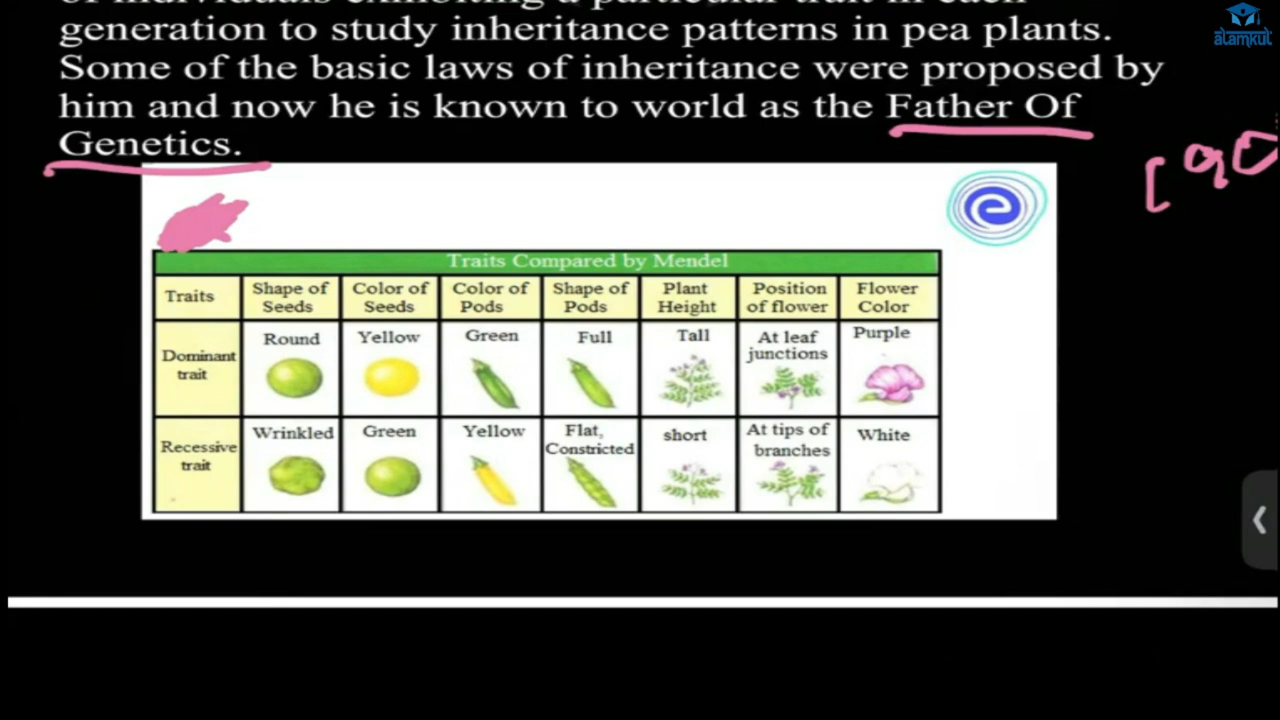 generation to study inheritance patterns in pea plants.
Some of the basic laws of inheritance were proposed by
him and now he is known to world as the Father Of
Genetics.
alamkul
Traits Compared by Mendel
Traits
Shape of
Seeds
Color of
Seeds
Color of
Pods
Shape of
Pods
Plant
Height
Position
of flower
Flower
Color
Dominant
trait
Round
Yellow
Green
Full
Tall
At leaf
junctions
Purple
Recessive
trait
Wrinkled
Green
Yellow
Flat,
Constricted
short
At tips of
branches
White